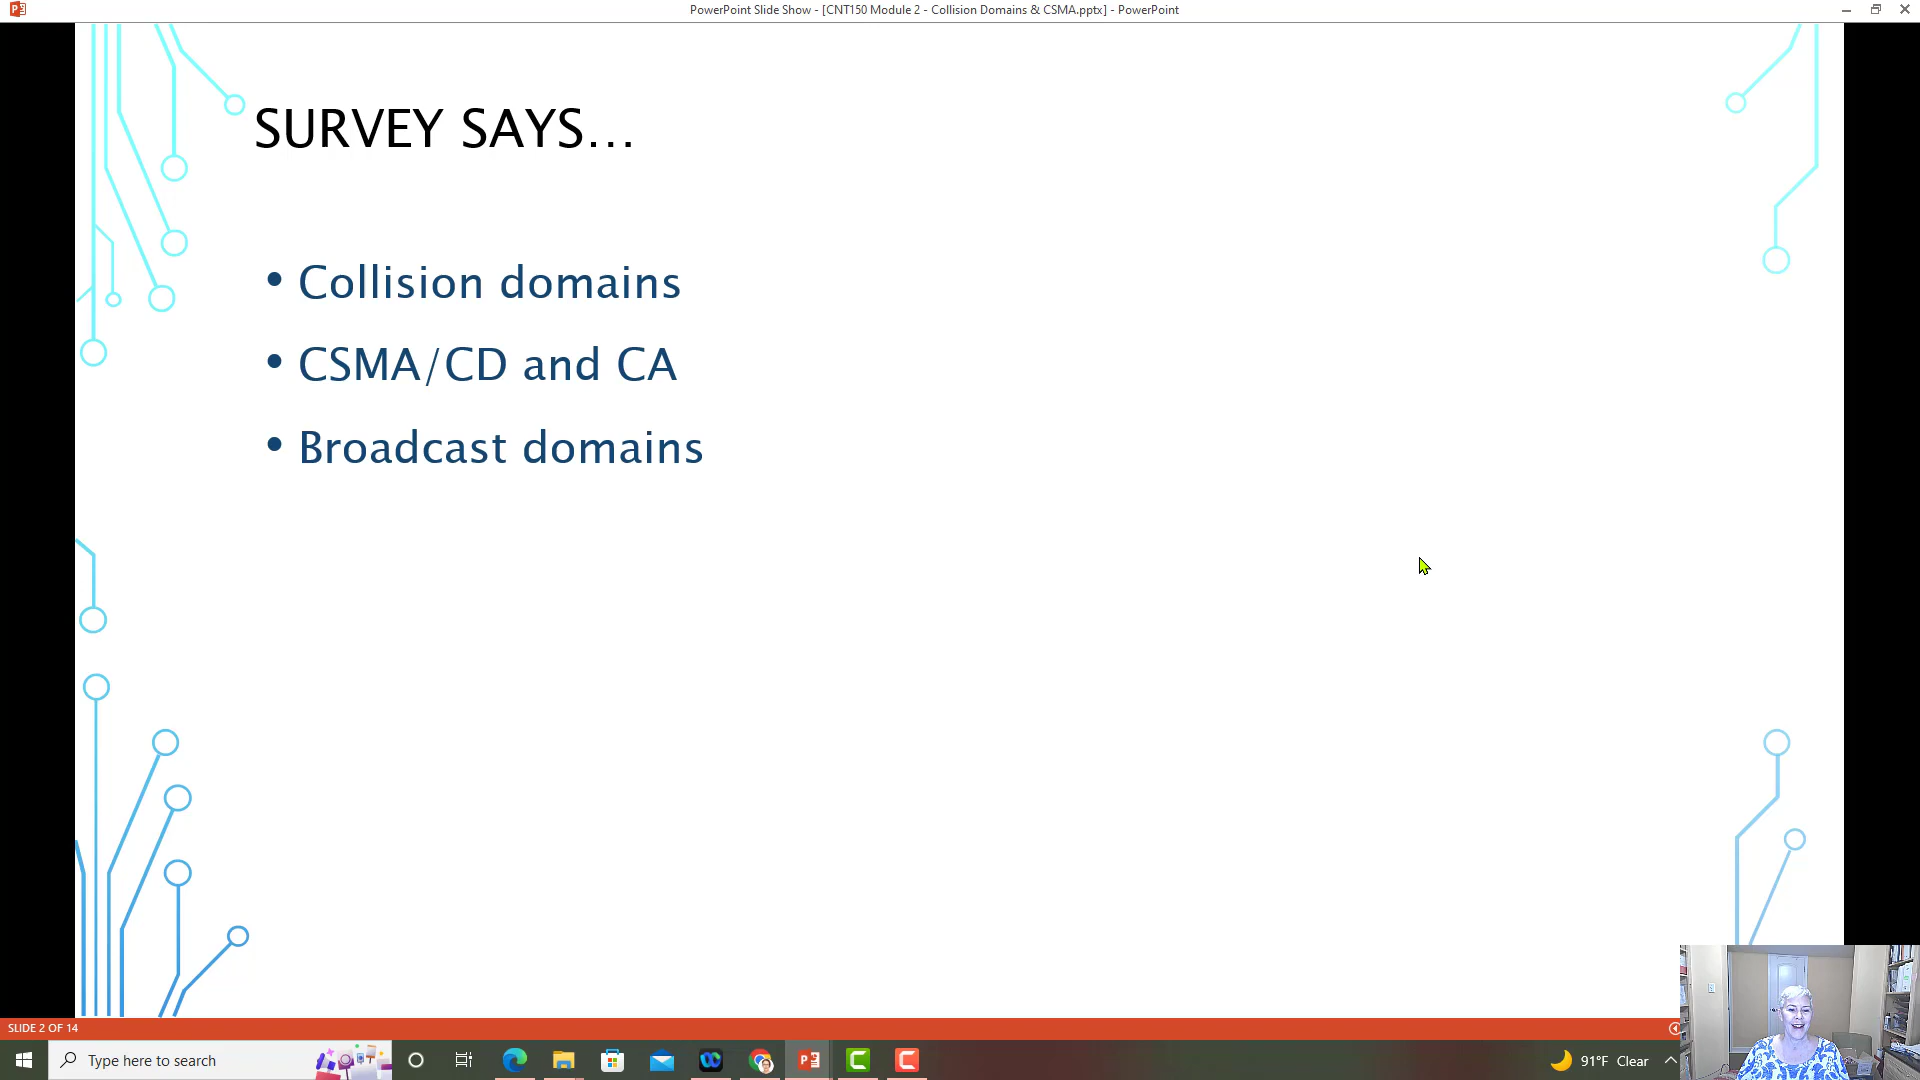 PowerPoint Slide Show - [CNT150 Module 2 - Collision Domains & CSMA.pptx] - PowerPoint
SURVEY SAYS...
• Collision domains
• CSMA/CD and CA
• Broadcast domains
SLIDE 2 OF 14
Type here to search
91°F Clear